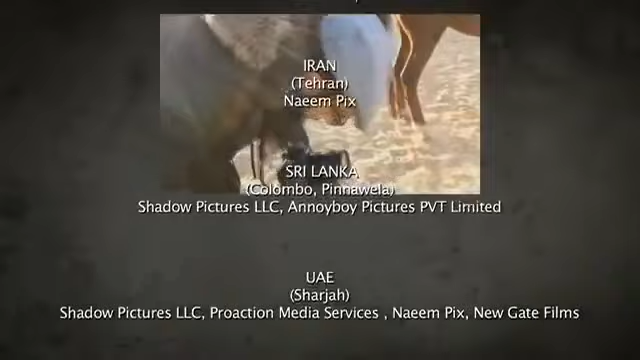 IRAN
(Tehran)
Naeem Pix
SRI LANKA
(Colombo, Pinnawela)
Shadow Pictures LLC, Annoyboy Pictures PVT Limited
UAE
(Sharjah)
Shadow Pictures LLC, Proaction Media Services , Naeem Pix, New Gate Films